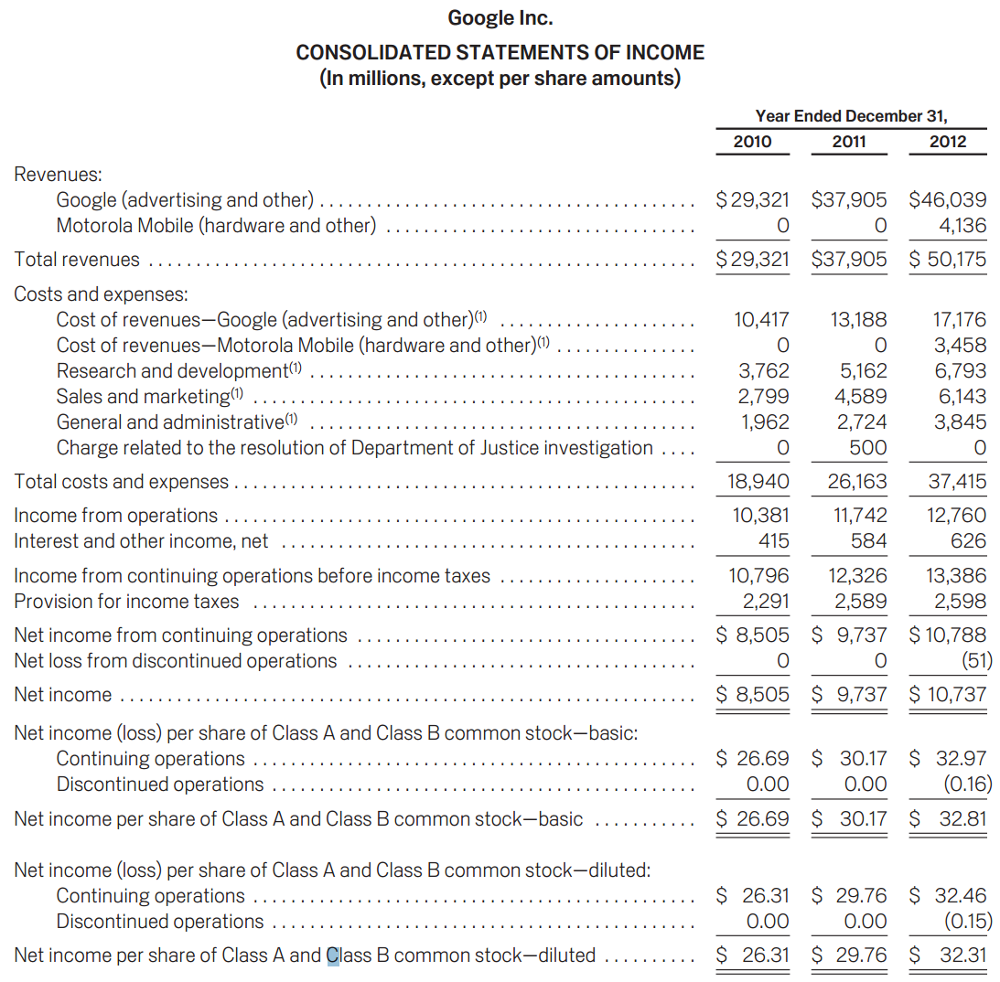 Google Inc.
CONSOLIDATED STATEMENTS OF INCOME
(In millions, except per share amounts)
Year Ended December 31,
2010 2011 2012
Revenues:
Google (advertising and other) $ 29,321 $37,905 $46,039
Motorola Mobile (hardware and other) 0 0 4,136
Total revenues $ 29,321 $37,905 $ 50,175
Costs and expenses:
Cost of revenues—Google (advertising and other)(1) 10,417 13,188 17,176
Cost of revenues—Motorola Mobile (hardware and other)(1) 0 0 3,458
Research and development(1) 3,762 5,162 6,793
Sales and marketing(1) 2,799 4,589 6,143
General and administrative(1) 1,962 2,724 3,845
Charge related to the resolution of Department of Justice investigation 0 500 0
Total costs and expenses 18,940 26,163 37,415
Income from operations 10,381 11,742 12,760
Interest and other income, net 415 584 626
Income from continuing operations before income taxes 10,796 12,326 13,386
Provision for income taxes 2,291 2,589 2,598
Net income from continuing operations $ 8,505 $ 9,737 $ 10,788
Net loss from discontinued operations 0 0 (51)
Net income $ 8,505 $ 9,737 $ 10,737
Net income (loss) per share of Class A and Class B common stock—basic:
Continuing operations $ 26.69 $ 30.17 $ 32.97
Discontinued operations 0.00 0.00 (0.16)
Net income per share of Class A and Class B common stock—basic $ 26.69 $ 30.17 $ 32.81
Net income (loss) per share of Class A and Class B common stock—diluted:
Continuing operations $ 26.31 $ 29.76 $ 32.46
Discontinued operations 0.00 0.00 (0.15)
Net income per share of Class A and Class B common stock—diluted $ 26.31 $ 29.76 $ 32.31